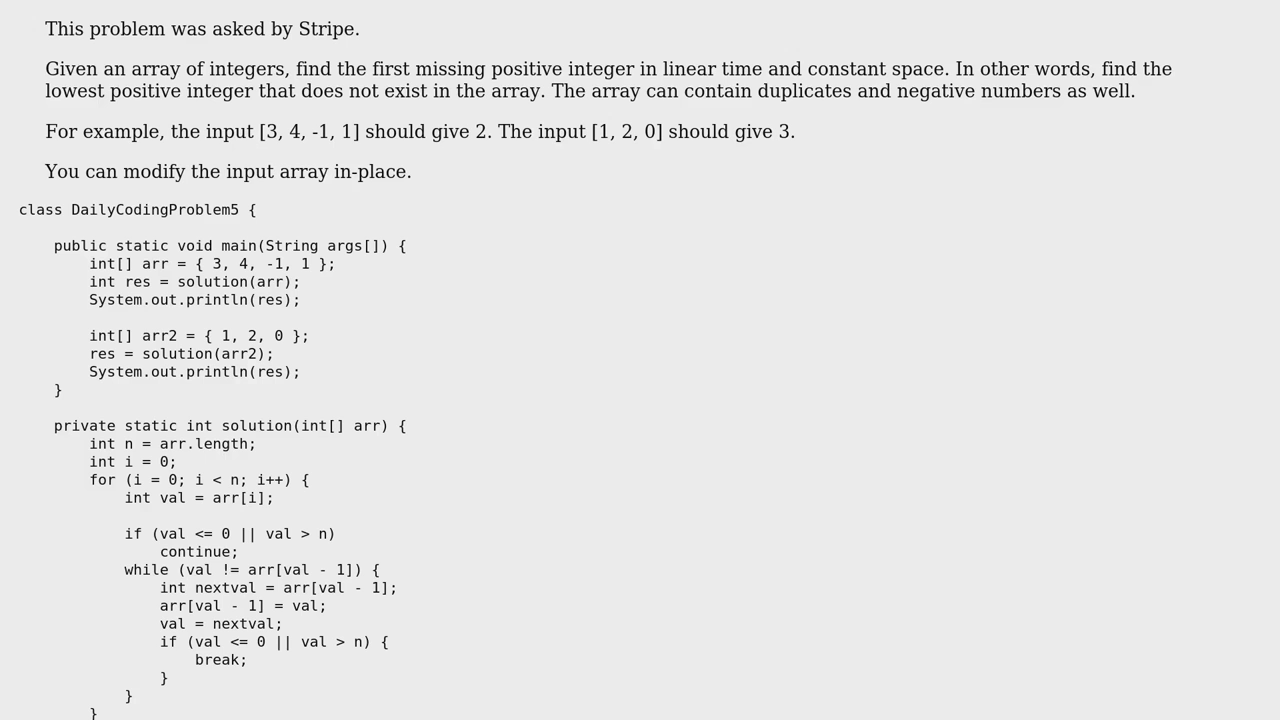 This problem was asked by Stripe.
Given an array of integers, find the first missing positive integer in linear time and constant space. In other words, find the
lowest positive integer that does not exist in the array. The array can contain duplicates and negative numbers as well.
For example, the input [3, 4, -1, 1] should give 2. The input [1, 2, 0] should give 3.
You can modify the input array in-place.
class DailyCodingProblem5 {
    public static void main(String args[]) {
        int[] arr = { 3, 4, -1, 1 };
        int res = solution(arr);
        System.out.println(res);
        int[] arr2 = { 1, 2, 0 };
        res = solution(arr2);
        System.out.println(res);
    }
    private static int solution(int[] arr) {
        int n = arr.length;
        int i = 0;
        for (i = 0; i < n; i++) {
            int val = arr[i];
            if (val <= 0 || val > n)
                continue;
            while (val != arr[val - 1]) {
                int nextval = arr[val - 1];
                arr[val - 1] = val;
                val = nextval;
                if (val <= 0 || val > n) {
                    break;
                }
            }
        }